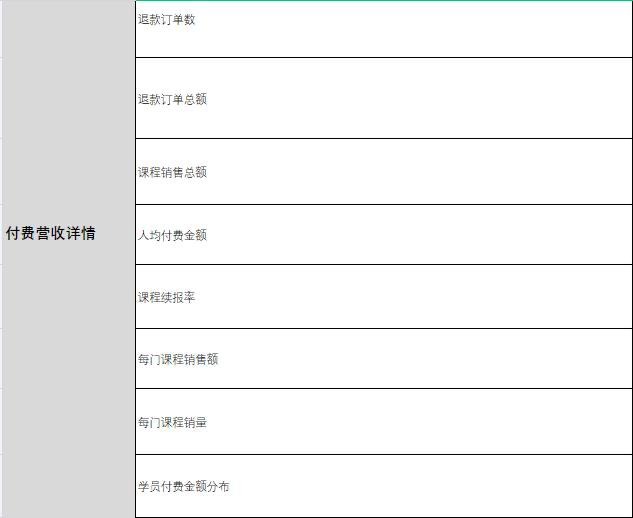 退款订单数
退款订单总额
课程销售总额
付费营收详情
人均付费金额
课程续报率
每门课程销售额
每门课程销量
学员付费金额分布